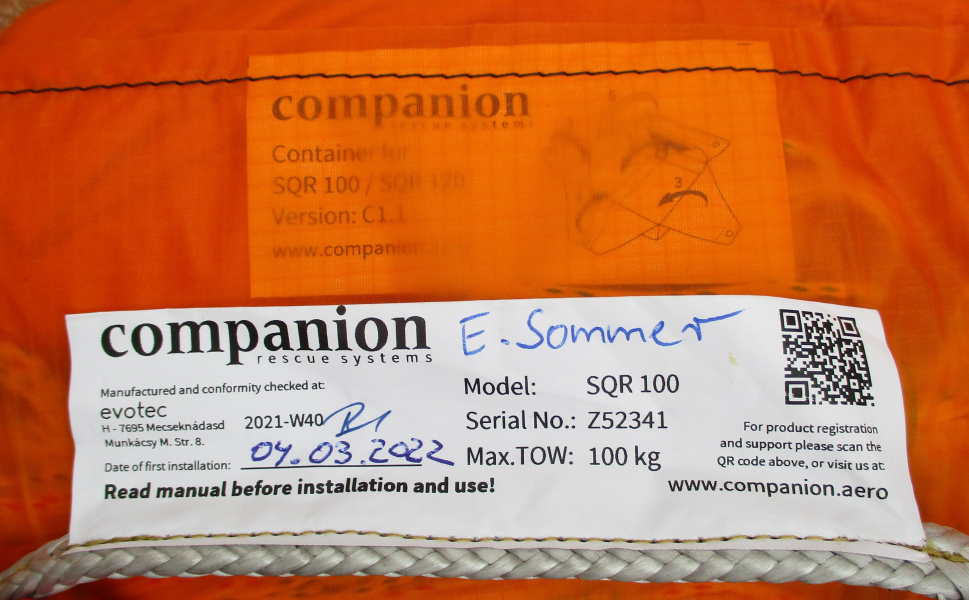 companion
rescue systems
Container for
SQR 100 / SQR 120
Version: C1.1
www.companion.aero
3
companion
rescue systems
E. Sommer
Manufactured and conformity checked at:
evotec
H - 7695 Mecseknádasd
Munkácsy M. Str. 8.
2021-W40
Date of first installation: 04.03.2022
Read manual before installation and use!
Model: SQR 100
Serial No.: Z52341
Max.TOW: 100 kg
For product registration
and support please scan the
QR code above, or visit us at:
www.companion.aero